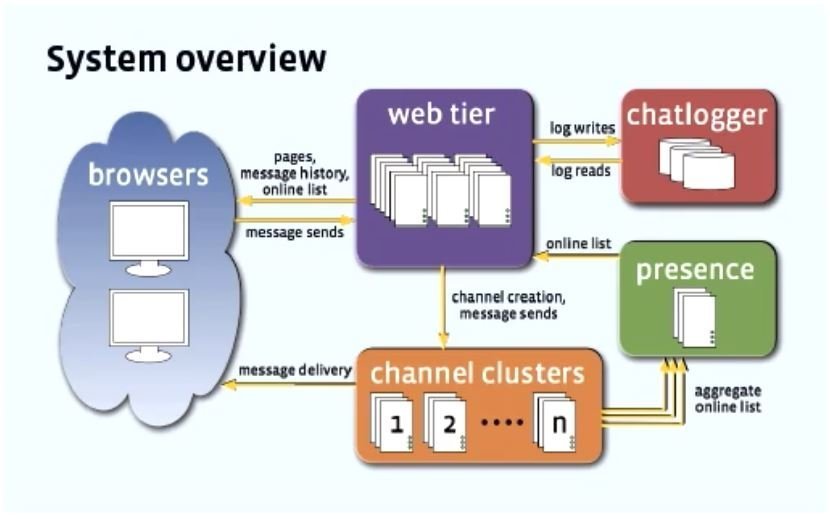 System overview
web tier
chatlogger
browsers
pages,
message history,
online list
message sends
log writes
log reads
online list
presence
channel creation,
message sends
message delivery
channel clusters
1 2 .... n
aggregate
online list